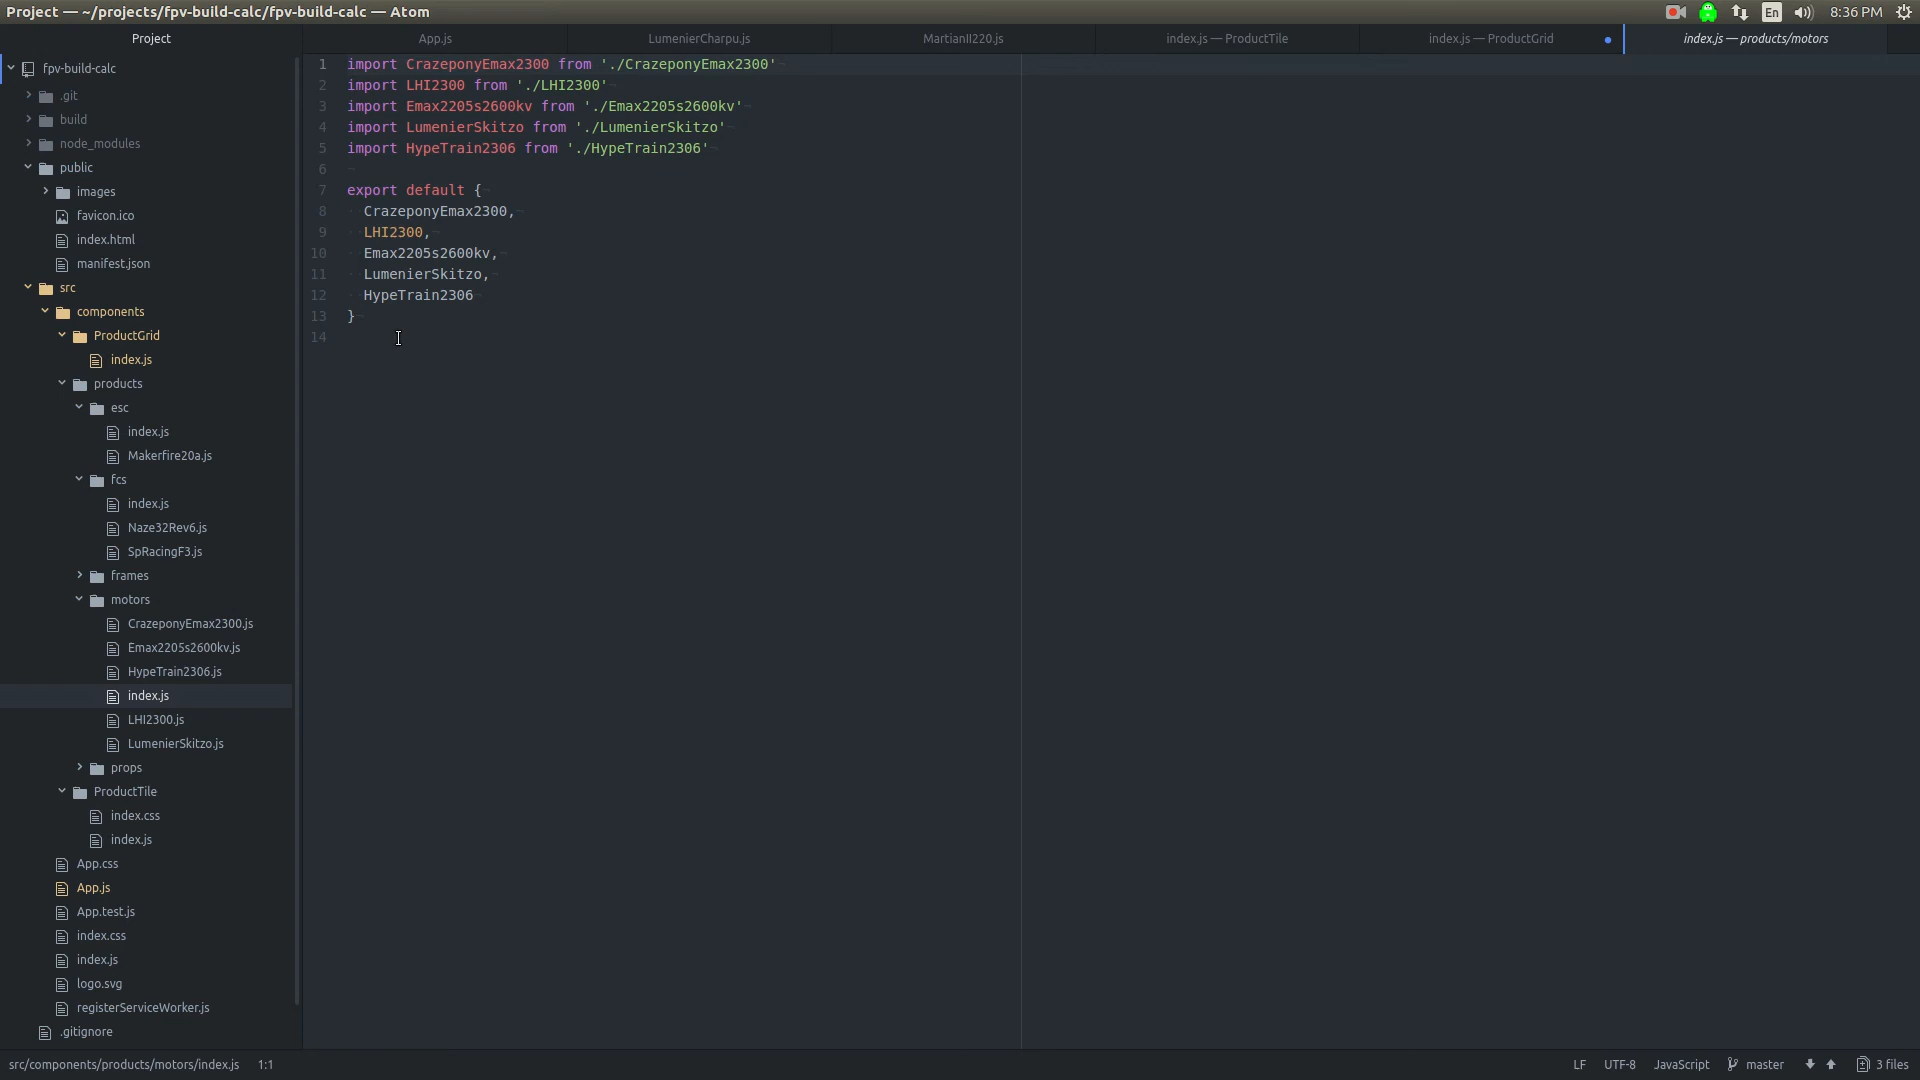 Project — ~/projects/fpv-build-calc/fpv-build-calc — Atom
En
8:36 PM
Project
App.js
LumenierCharpu.js
MartianII220.js
index.js — ProductTile
index.js — ProductGrid
index.js — products/motors
fpv-build-calc
.git
build
node_modules
public
images
favicon.ico
index.html
manifest.json
src
components
ProductGrid
index.js
products
esc
index.js
Makerfire20a.js
fcs
index.js
Naze32Rev6.js
SpRacingF3.js
frames
motors
CrazeponyEmax2300.js
Emax2205s2600kv.js
HypeTrain2306.js
index.js
LHI2300.js
LumenierSkitzo.js
props
ProductTile
index.css
index.js
App.css
App.js
App.test.js
index.css
index.js
logo.svg
registerServiceWorker.js
.gitignore
1 import CrazeponyEmax2300 from './CrazeponyEmax2300'
2 import LHI2300 from './LHI2300'
3 import Emax2205s2600kv from './Emax2205s2600kv'
4 import LumenierSkitzo from './LumenierSkitzo'
5 import HypeTrain2306 from './HypeTrain2306'
6
7 export default {
8 CrazeponyEmax2300,
9 LHI2300,
10 Emax2205s2600kv,
11 LumenierSkitzo,
12 HypeTrain2306
13 }
14
src/components/products/motors/index.js 1:1
LF UTF-8 JavaScript master 3 files